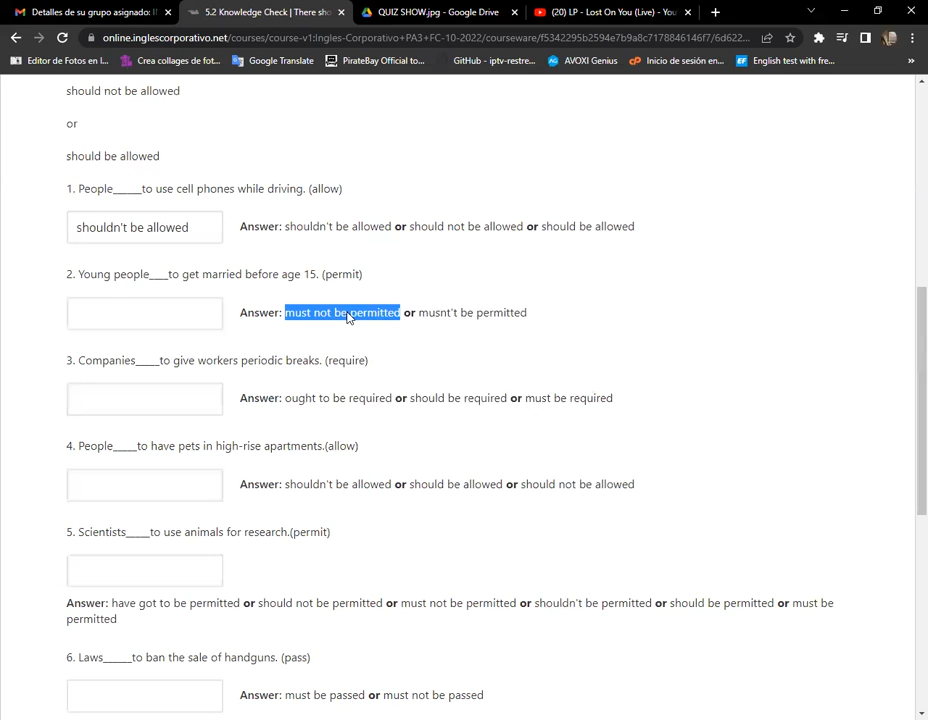 Detalles de su grupo asignado: I
5.2 Knowledge Check | There sho
QUIZ SHOW.jpg - Google Drive
(20) LP - Lost On You (Live) - You
online.inglescorporativo.net/courses/course-v1:Ingles-Corporativo+PA3+FC-10-2022/courseware/f5342295b2594e7b9a8c7178846146f7/6d622...
Editor de Fotos en l...
Crea collages de fot...
Google Translate
PirateBay Official to...
GitHub - iptv-restre...
AVOXI Genius
Inicio de sesión en...
English test with fre...
»
should not be allowed
or
should be allowed
1. People______to use cell phones while driving. (allow)
shouldn't be allowed
Answer: shouldn't be allowed or should not be allowed or should be allowed
2. Young people____to get married before age 15. (permit)
Answer: must not be permitted or musnt't be permitted
3. Companies_____to give workers periodic breaks. (require)
Answer: ought to be required or should be required or must be required
4. People_____to have pets in high-rise apartments.(allow)
Answer: shouldn't be allowed or should be allowed or should not be allowed
5. Scientists_____to use animals for research.(permit)
Answer: have got to be permitted or should not be permitted or must not be permitted or shouldn't be permitted or should be permitted or must be
permitted
6. Laws______to ban the sale of handguns. (pass)
Answer: must be passed or must not be passed